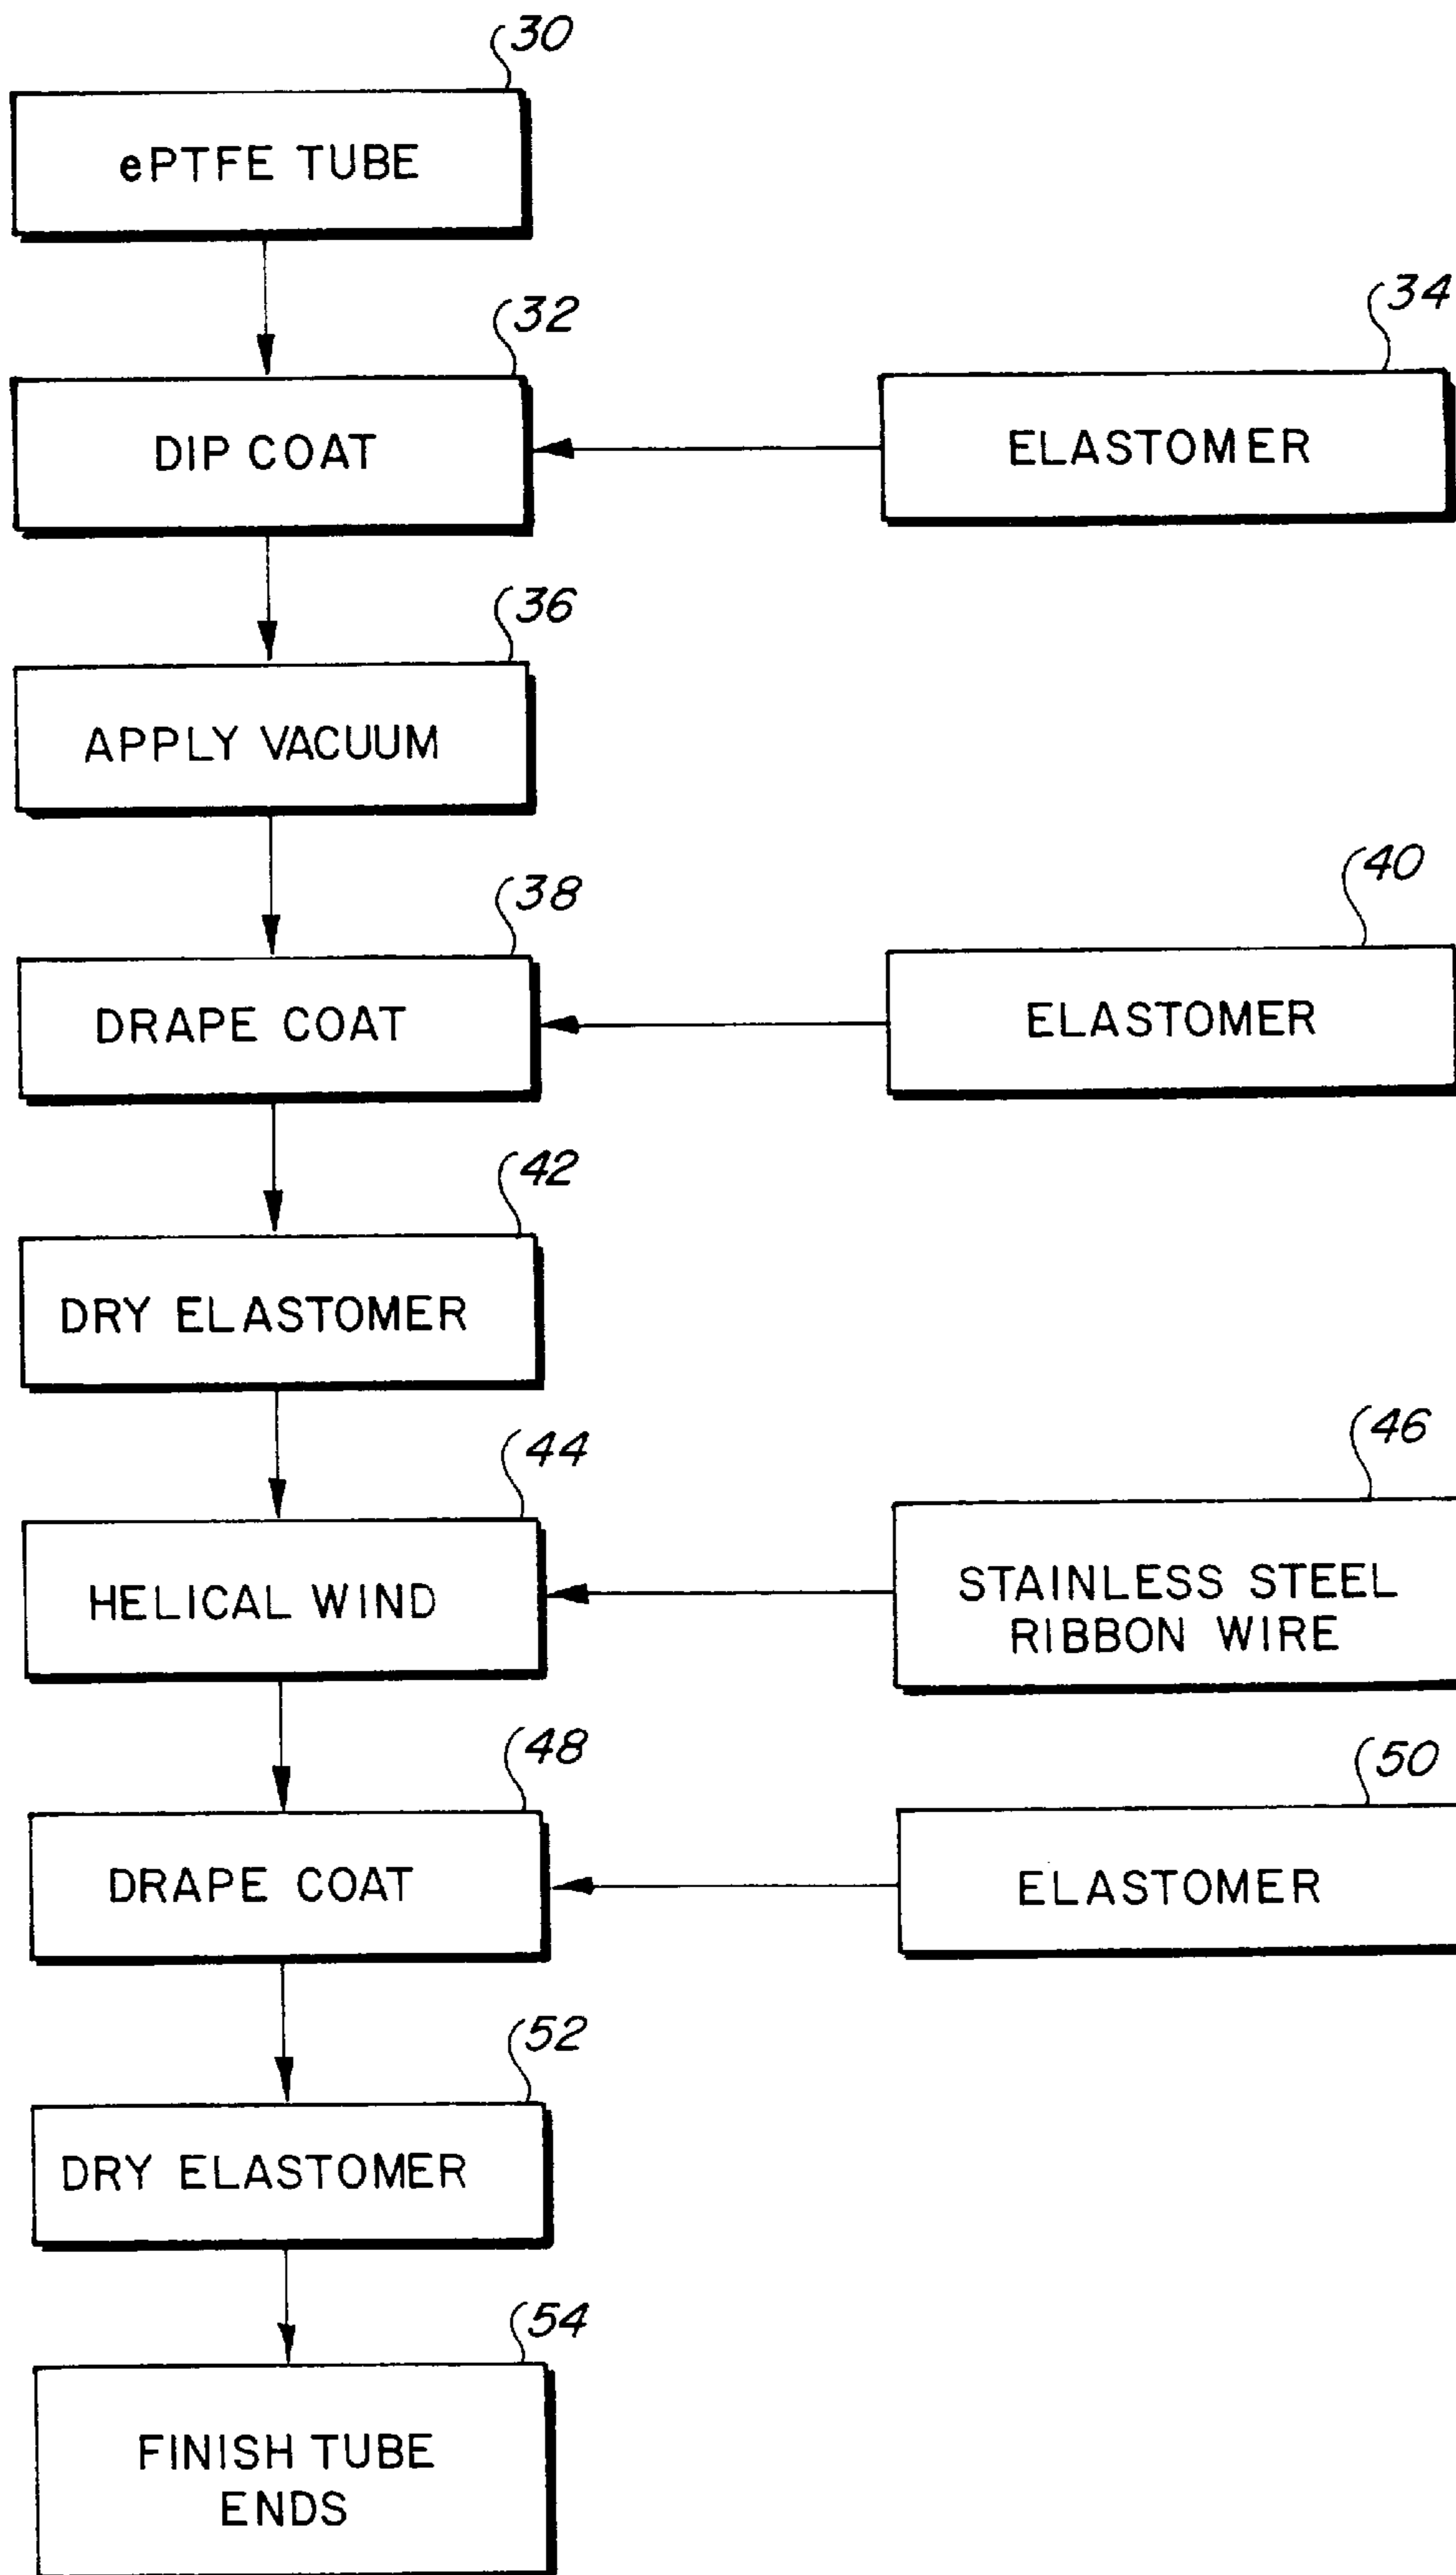 30
ePTFE TUBE
32
DIP COAT
34
ELASTOMER
36
APPLY VACUUM
38
DRAPE COAT
40
ELASTOMER
42
DRY ELASTOMER
44
HELICAL WIND
46
STAINLESS STEEL
RIBBON WIRE
48
DRAPE COAT
50
ELASTOMER
52
DRY ELASTOMER
54
FINISH TUBE
ENDS